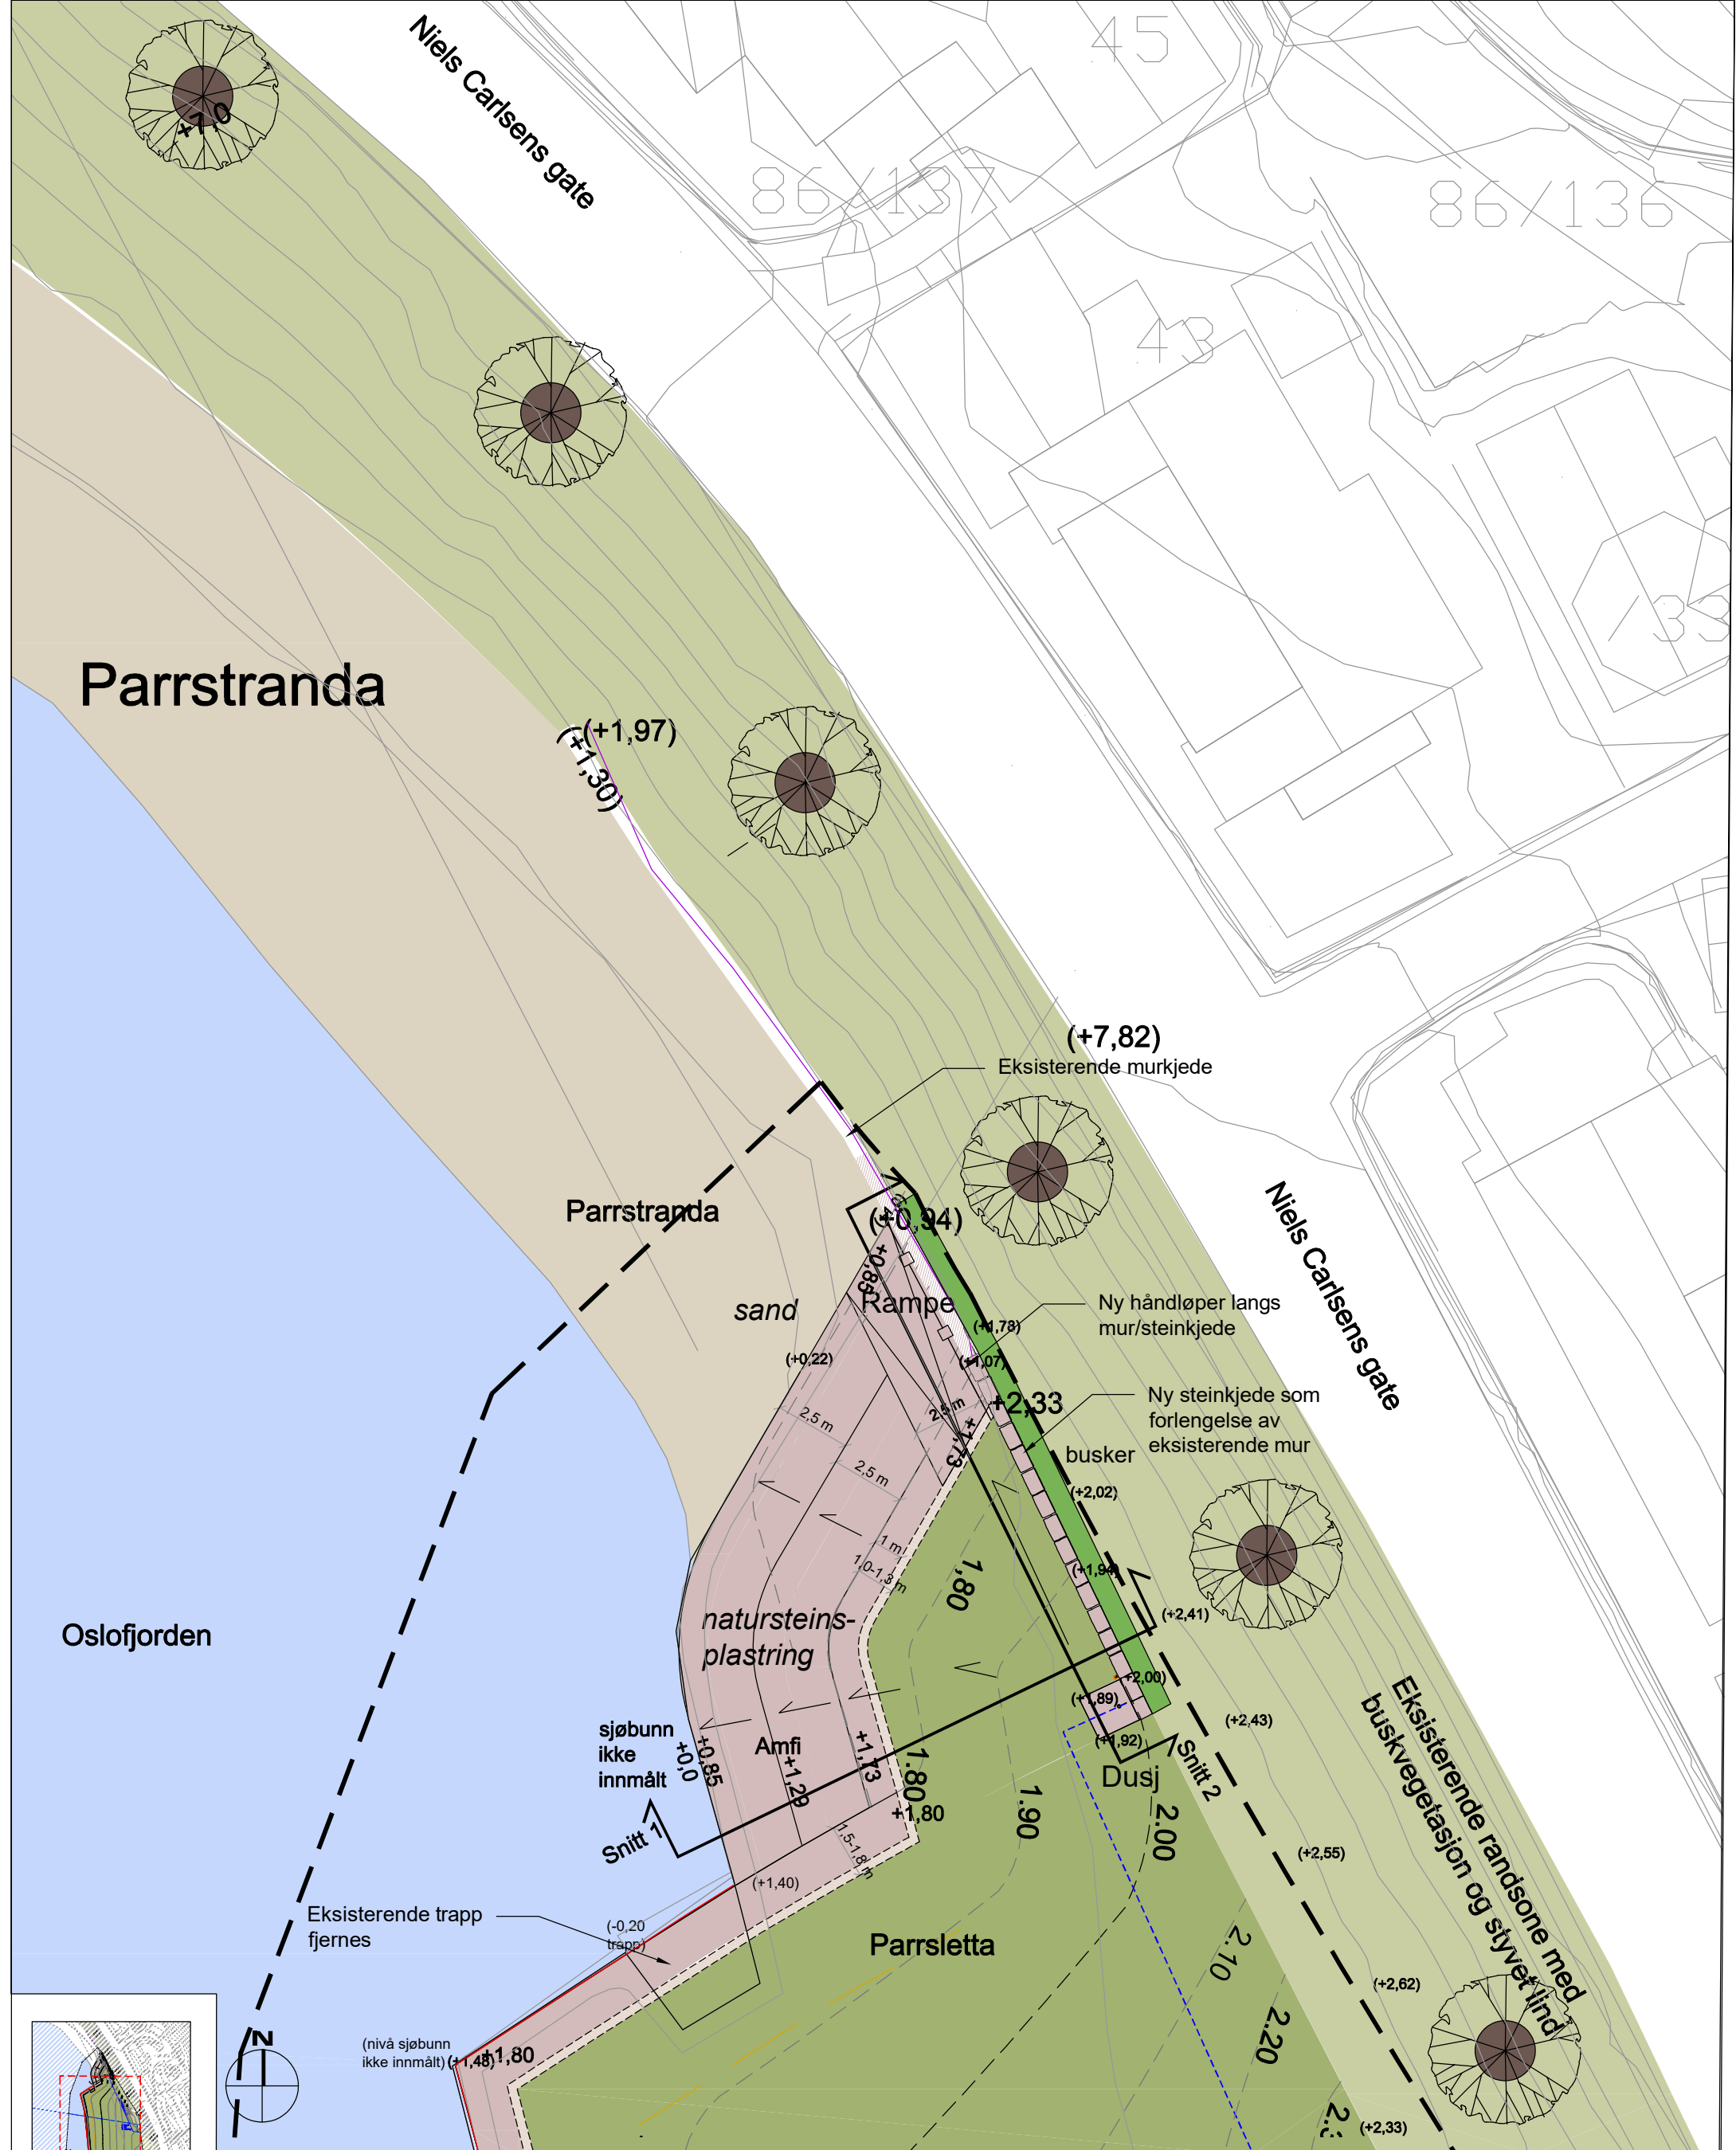 45
Niels Carlsens gate
+7,0
86/137
86/136
43
/33
Parrstranda
(+1,97)
(+1,30)
(+7,82)
Eksisterende murkjede
Parrstranda
(+0,94)
+0,85
Rampe
sand
Ny håndløper langs
mur/steinkjede
(+1,78)
(+0,22)
(+1,07)
Niels Carlsens gate
Ny steinkjede som
forlengelse av
eksisterende mur
+2,33
2,5 m
2,5 m
+1,73
busker
2,5 m
(+2,02)
1 m
1,0-1,3 m
1,80
(+1,94)
(+2,41)
natursteins-
plastring
Oslofjorden
(+2,00)
(+1,89)
(+2,43)
(+1,92)
Eksisterende randsone med
buskvegetasjon og styvet lind
sjøbunn
ikke
innmålt
+0,0
+0,85
Amfi
+1,29
+1,73
1.80
Dusj
Snitt 2
+1,80
1.90
2.00
Snitt 1
1,5-1,8 m
(+2,55)
(+1,40)
Eksisterende trapp
fjernes
(-0,20
trapp)
Parrsletta
2.10
(+2,62)
2.20
N
(nivå sjøbunn
ikke innmålt)
(+1,48)
+1,80
(+2,33)